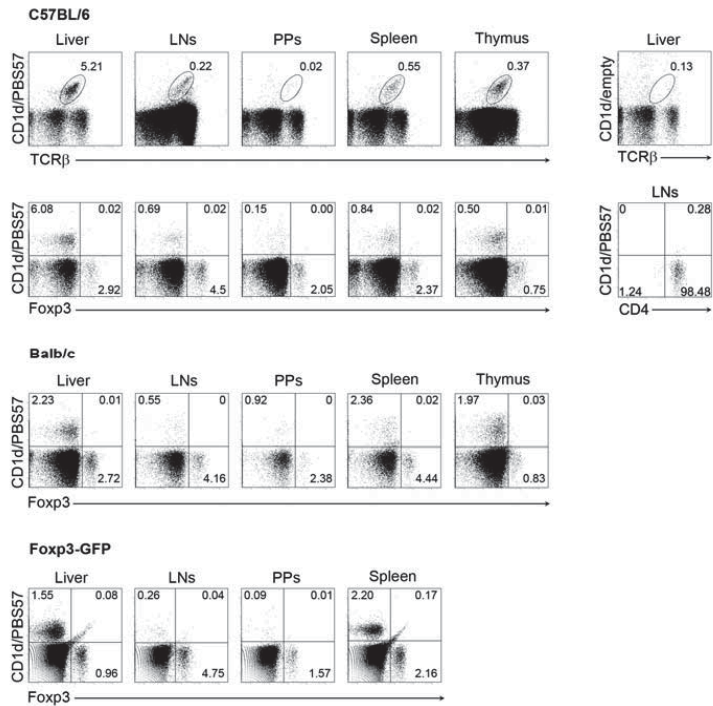 C57BL/6
Liver LNs PPs Spleen Thymus Liver
CD1d/PBS57 5.21 0.22 0.02 0.55 0.37 CD1d/empty 0.13
TCRβ TCRβ
LNs
CD1d/PBS57 6.08 0.02 0.69 0.02 0.15 0.00 0.84 0.02 0.50 0.01 CD1d/PBS57 0 0.28
2.92 4.5 2.05 2.37 0.75 1.24 98.48
Foxp3 CD4
Balb/c
Liver LNs PPs Spleen Thymus
CD1d/PBS57 2.23 0.01 0.55 0 0.92 0 2.36 0.02 1.97 0.03
2.72 4.16 2.38 4.44 0.83
Foxp3
Foxp3-GFP
Liver LNs PPs Spleen
CD1d/PBS57 1.55 0.08 0.26 0.04 0.09 0.01 2.20 0.17
0.96 4.75 1.57 2.16
Foxp3